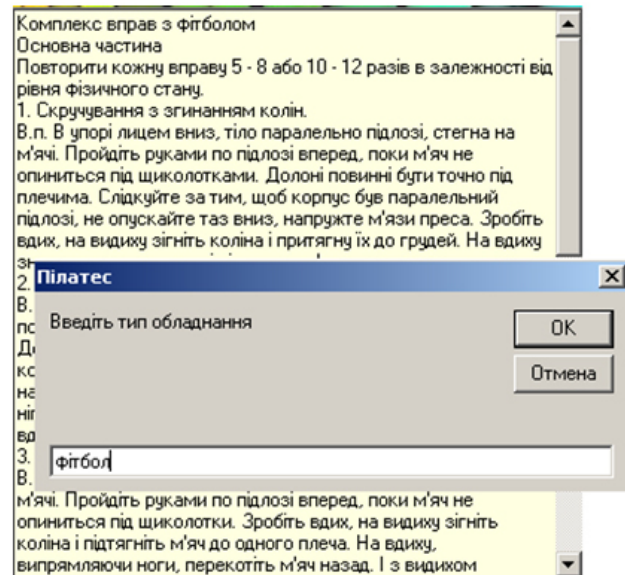 Комплекс вправ з фітболом
Основна частина
Повторити кожну вправу 5 - 8 або 10 - 12 разів в залежності від
рівня фізичного стану.
1. Скручування з згинанням колін.
В.п. В упорі лицем вниз, тіло паралельно підлозі, стегна на
м'ячі. Пройдіть руками по підлозі вперед, поки м'яч не
опиниться під щиколотками. Долоні повинні бути точно під
плечима. Слідкуйте за тим, щоб корпус був паралельний
підлозі, не опускайте таз вниз, напружте м'язи преса. Зробіть
вдих, на видиху зігніть коліна і притягну їх до грудей. На вдиху
2.
Пілатес
В.
Введіть тип обладнання
OK
Отмена
3.
фітбол
В.
м'ячі. Пройдіть руками по підлозі вперед, поки м'яч не
опиниться під щиколотки. Зробіть вдих, на видиху зігніть
коліна і підтягніть м'яч до одного плеча. На вдиху,
випрямляючи ноги, перекотіть м'яч назад. І з видихом